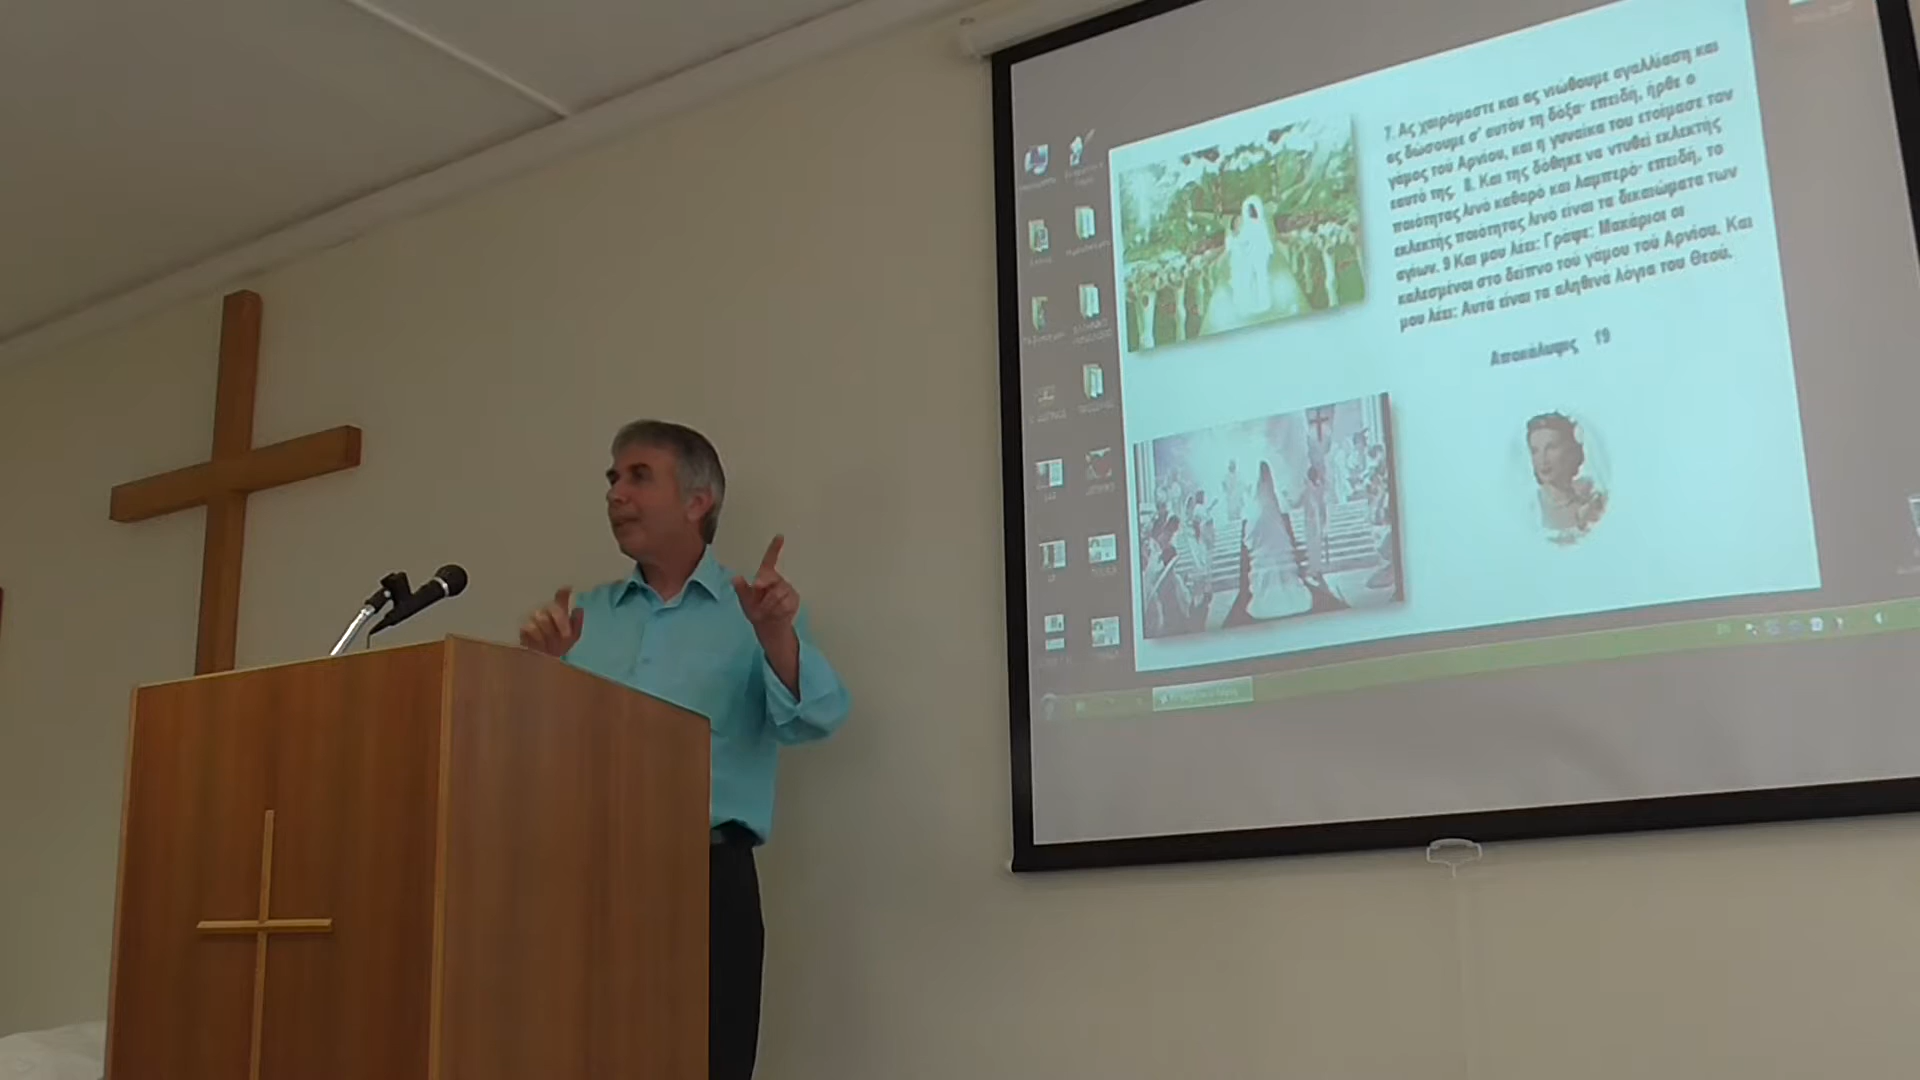 7. Ας χαιρόμαστε και ας νιώθουμε αγαλλίαση και
ας δώσουμε σ' αυτόν τη δόξα· επειδή, ήρθε ο
γάμος τού Αρνίου, και η γυναίκα του ετοίμασε τον
εαυτό της. 8. Και της δόθηκε να ντυθεί εκλεκτής
ποιότητας λινό καθαρό και λαμπερό· επειδή, το
εκλεκτής ποιότητας λινό είναι τα δικαιώματα των
αγίων. 9 Και μου λέει: Γράψε: Μακάριοι οι
καλεσμένοι στο δείπνο τού γάμου τού Αρνίου. Και
μου λέει: Αυτά είναι τα αληθινά λόγια του Θεού.
Αποκάλυψις 19